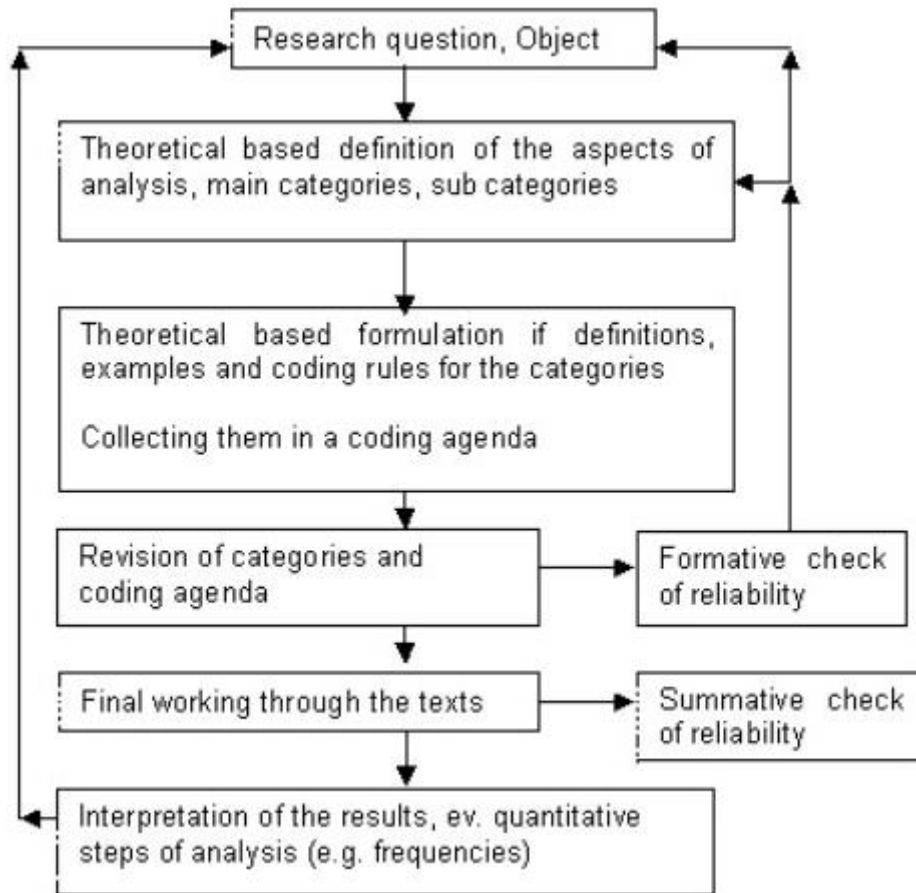 Research question, Object
Theoretical based definition of the aspects of
analysis, main categories, sub categories
Theoretical based formulation if definitions,
examples and coding rules for the categories
Collecting them in a coding agenda
Revision of categories and
coding agenda
Formative check
of reliability
Final working through the texts
Summative check
of reliability
Interpretation of the results, ev. quantitative
steps of analysis (e.g. frequencies)